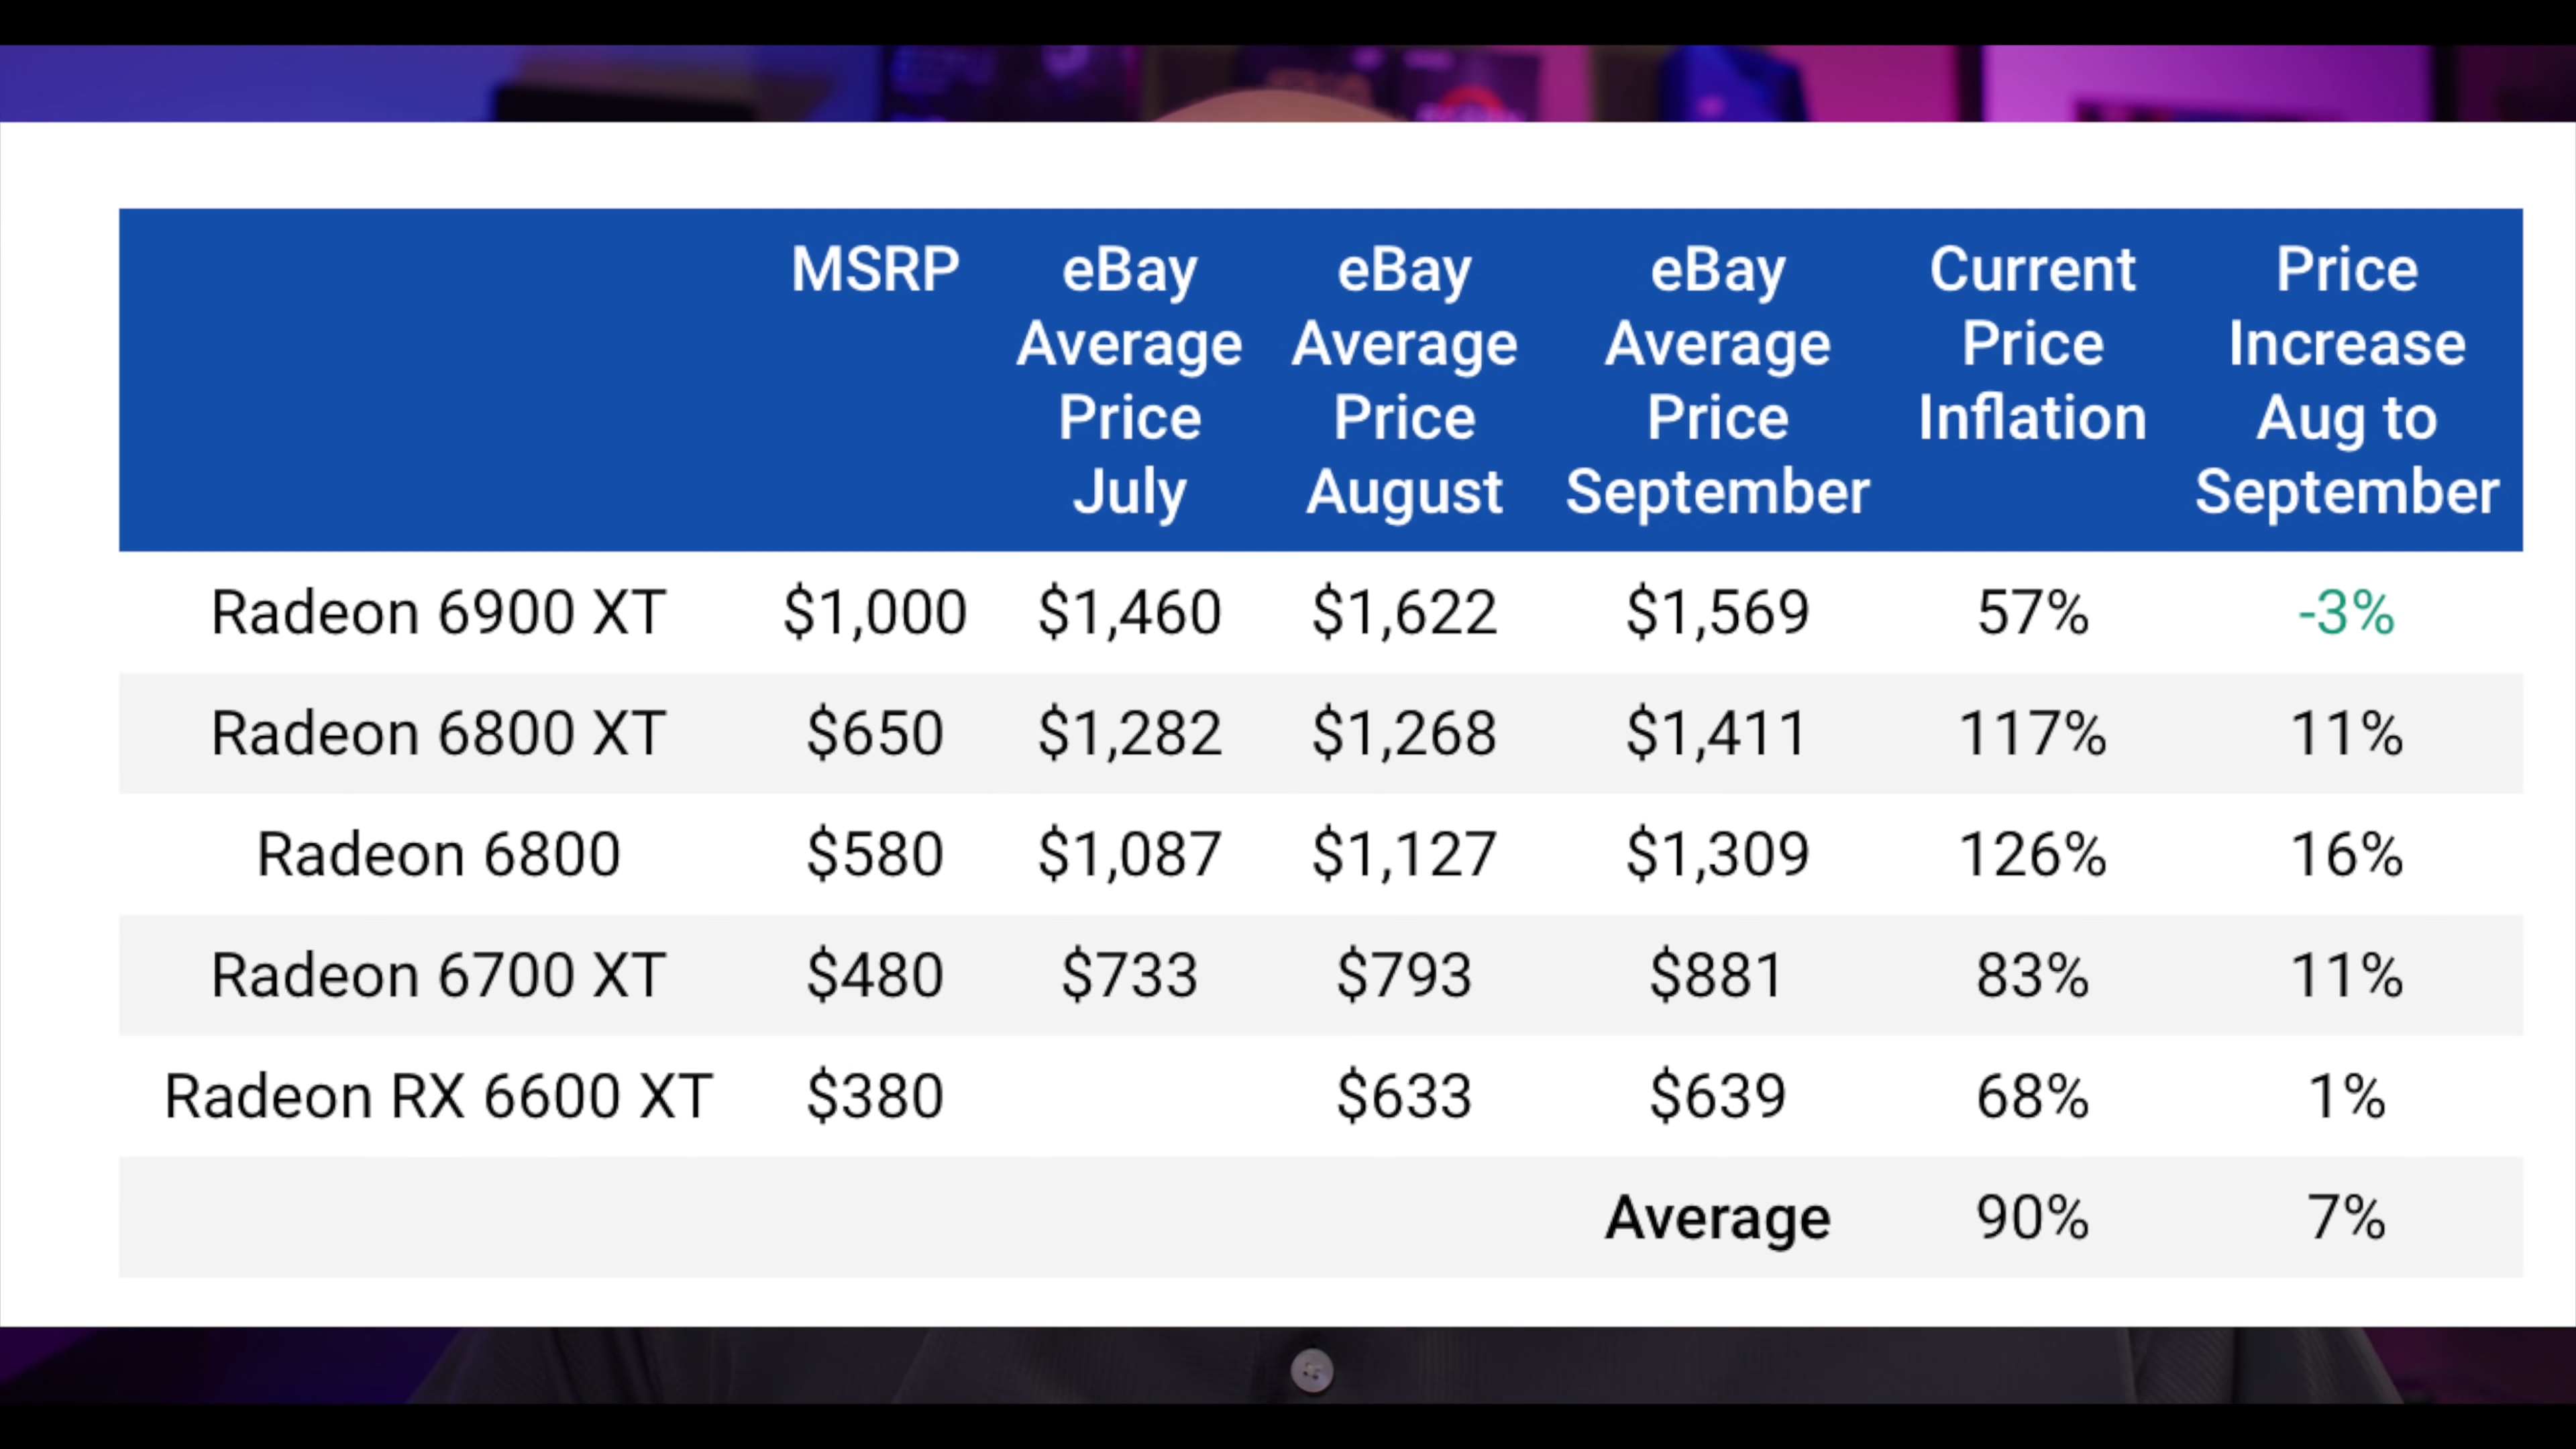 MSRP eBay Average Price July eBay Average Price August eBay Average Price September Current Price Inflation Price Increase Aug to September
Radeon 6900 XT $1,000 $1,460 $1,622 $1,569 57% -3%
Radeon 6800 XT $650 $1,282 $1,268 $1,411 117% 11%
Radeon 6800 $580 $1,087 $1,127 $1,309 126% 16%
Radeon 6700 XT $480 $733 $793 $881 83% 11%
Radeon RX 6600 XT $380 $633 $639 68% 1%
Average 90% 7%